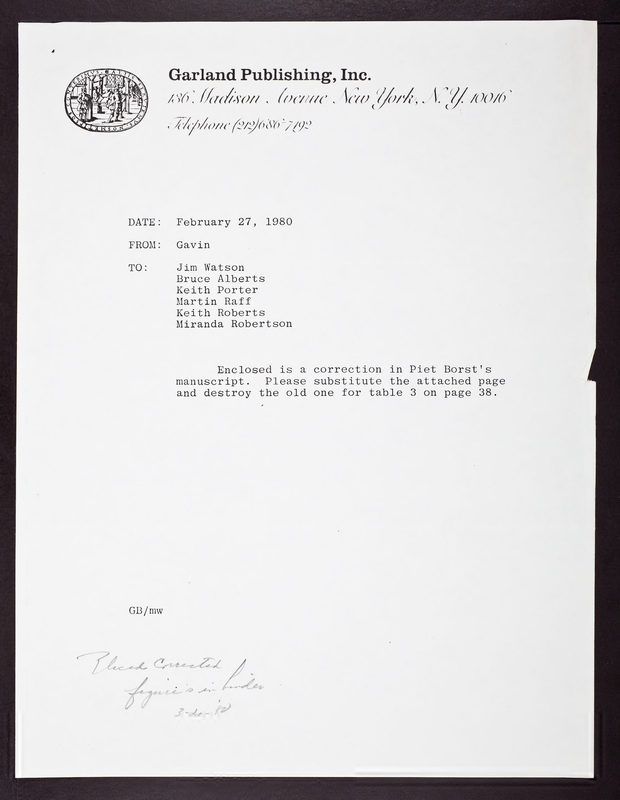 Garland Publishing, Inc.
136 Madison Avenue New York, N.Y. 10016
Telephone (212) 686-7492
DATE: February 27, 1980
FROM: Gavin
TO: Jim Watson
Bruce Alberts
Keith Porter
Martin Raff
Keith Roberts
Miranda Robertson
Enclosed is a correction in Piet Borst's
manuscript. Please substitute the attached page
and destroy the old one for table 3 on page 38.
GB/mw
Placed Corrected
figures in binder